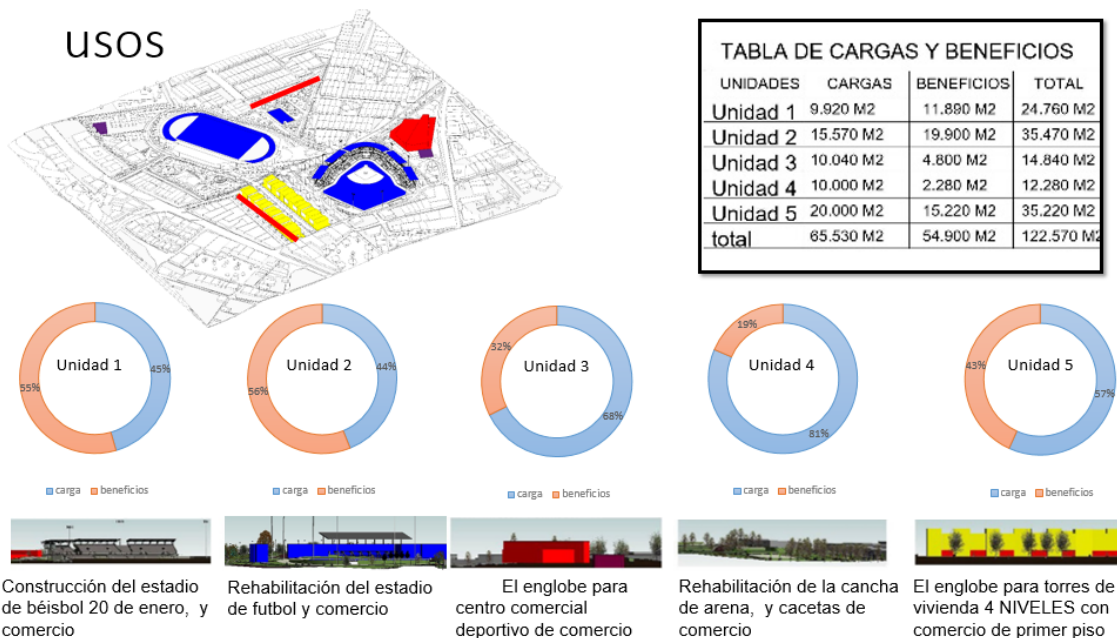 usos
TABLA DE CARGAS Y BENEFICIOS
UNIDADES CARGAS BENEFICIOS TOTAL
Unidad 1 9.920 M2 11.890 M2 24.760 M2
Unidad 2 15.570 M2 19.900 M2 35.470 M2
Unidad 3 10.040 M2 4.800 M2 14.840 M2
Unidad 4 10.000 M2 2.280 M2 12.280 M2
Unidad 5 20.000 M2 15.220 M2 35.220 M2
total 65.530 M2 54.900 M2 122.570 M2
Unidad 1
45%
55%
carga beneficios
Unidad 2
44%
56%
carga beneficios
Unidad 3
32%
68%
carga beneficios
Unidad 4
19%
81%
carga beneficios
Unidad 5
43%
57%
carga beneficios
Construcción del estadio
de béisbol 20 de enero, y
comercio
Rehabilitación del estadio
de futbol y comercio
El englobe para
centro comercial
deportivo de comercio
Rehabilitación de la cancha
de arena, y cacetas de
comercio
El englobe para torres de
vivienda 4 NIVELES con
comercio de primer piso